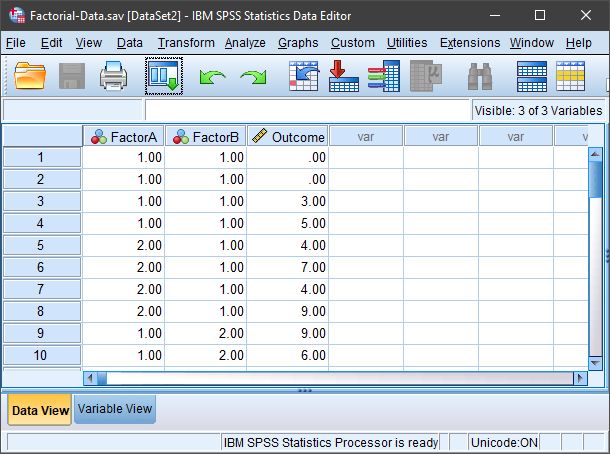 Factorial-Data.sav [DataSet2] - IBM SPSS Statistics Data Editor
File Edit View Data Transform Analyze Graphs Custom Utilities Extensions Window Help
Visible: 3 of 3 Variables
FactorA FactorB Outcome var var var v
1 1.00 1.00 .00
2 1.00 1.00 .00
3 1.00 1.00 3.00
4 1.00 1.00 5.00
5 2.00 1.00 4.00
6 2.00 1.00 7.00
7 2.00 1.00 4.00
8 2.00 1.00 9.00
9 1.00 2.00 9.00
10 1.00 2.00 6.00
Data View Variable View
IBM SPSS Statistics Processor is ready Unicode:ON